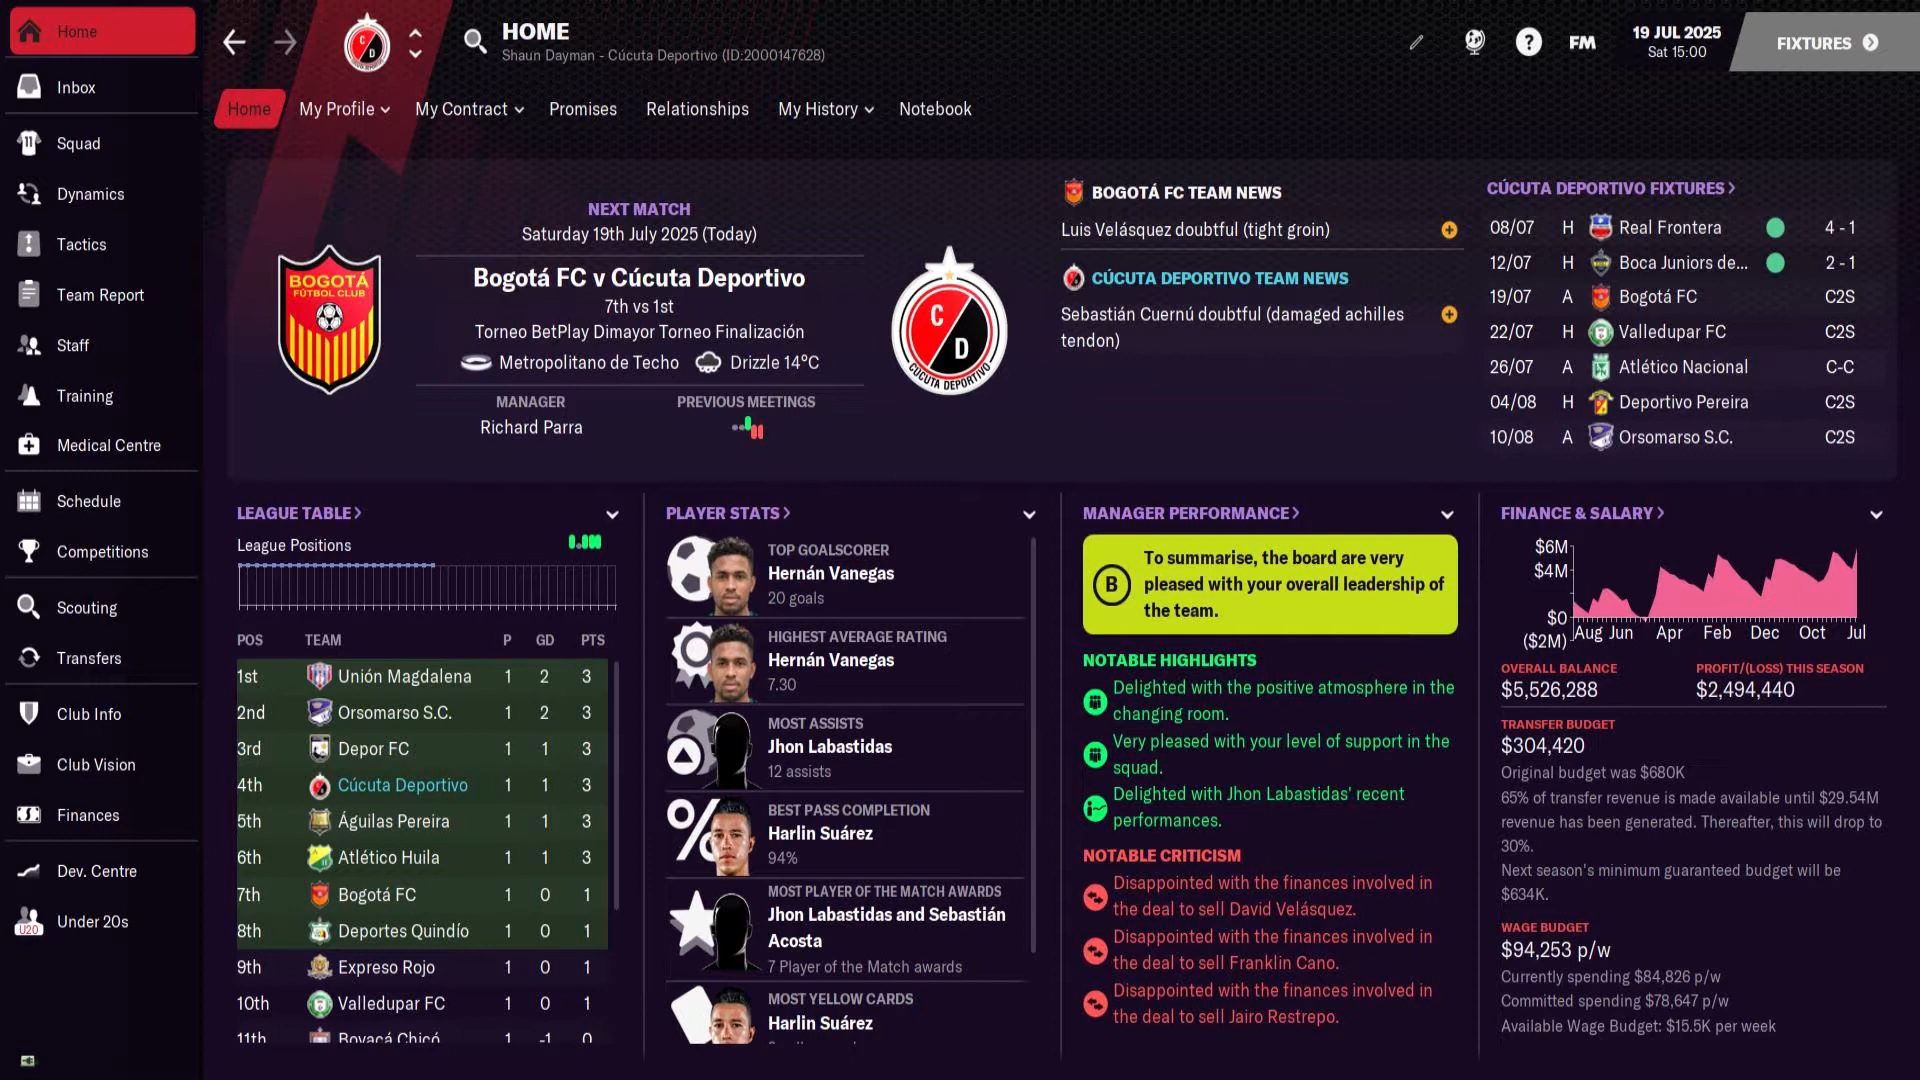 Home
Inbox
Squad
Dynamics
Tactics
Team Report
Staff
Training
Medical Centre
Schedule
Competitions
Scouting
Transfers
Club Info
Club Vision
Finances
Dev. Centre
U20 Under 20s
HOME
Shaun Dayman - Cúcuta Deportivo (ID:2000147628)
FM
19 JUL 2025
Sat 15:00
FIXTURES
Home My Profile My Contract Promises Relationships My History Notebook
BOGOTÁ
FÚTBOL CLUB
NEXT MATCH
Saturday 19th July 2025 (Today)
Bogotá FC v Cúcuta Deportivo
7th vs 1st
Torneo BetPlay Dimayor Torneo Finalización
Metropolitano de Techo Drizzle 14°C
MANAGER PREVIOUS MEETINGS
Richard Parra
C
D
CUCUTA DEPORTIVO
BOGOTÁ FC TEAM NEWS
Luis Velásquez doubtful (tight groin)
CÚCUTA DEPORTIVO TEAM NEWS
Sebastián Cuernú doubtful (damaged achilles
tendon)
CÚCUTA DEPORTIVO FIXTURES
08/07 H Real Frontera 4 - 1
12/07 H Boca Juniors de... 2 - 1
19/07 A Bogotá FC C2S
22/07 H Valledupar FC C2S
26/07 A Atlético Nacional C-C
04/08 H Deportivo Pereira C2S
10/08 A Orsomarso S.C. C2S
LEAGUE TABLE
League Positions
POS TEAM P GD PTS
1st Unión Magdalena 1 2 3
2nd Orsomarso S.C. 1 2 3
3rd Depor FC 1 1 3
4th Cúcuta Deportivo 1 1 3
5th Águilas Pereira 1 1 3
6th Atlético Huila 1 1 3
7th Bogotá FC 1 0 1
8th Deportes Quindío 1 0 1
9th Expreso Rojo 1 0 1
10th Valledupar FC 1 0 1
11th Boyacá Chicó 1 -1 0
PLAYER STATS
TOP GOALSCORER
Hernán Vanegas
20 goals
HIGHEST AVERAGE RATING
Hernán Vanegas
7.30
MOST ASSISTS
Jhon Labastidas
12 assists
BEST PASS COMPLETION
Harlin Suárez
94%
MOST PLAYER OF THE MATCH AWARDS
Jhon Labastidas and Sebastián
Acosta
7 Player of the Match awards
MOST YELLOW CARDS
Harlin Suárez
MANAGER PERFORMANCE
B
To summarise, the board are very
pleased with your overall leadership of
the team.
NOTABLE HIGHLIGHTS
Delighted with the positive atmosphere in the
changing room.
Very pleased with your level of support in the
squad.
Delighted with Jhon Labastidas' recent
performances.
NOTABLE CRITICISM
Disappointed with the finances involved in
the deal to sell David Velásquez.
Disappointed with the finances involved in
the deal to sell Franklin Cano.
Disappointed with the finances involved in
the deal to sell Jairo Restrepo.
FINANCE & SALARY
$6M
$4M
$0
($2M)
Aug Jun Apr Feb Dec Oct Jul
OVERALL BALANCE PROFIT/(LOSS) THIS SEASON
$5,526,288 $2,494,440
TRANSFER BUDGET
$304,420
Original budget was $680K
65% of transfer revenue is made available until $29.54M
revenue has been generated. Thereafter, this will drop to
30%.
Next season's minimum guaranteed budget will be
$634K.
WAGE BUDGET
$94,253 p/w
Currently spending $84,826 p/w
Committed spending $78,647 p/w
Available Wage Budget: $15.5K per week